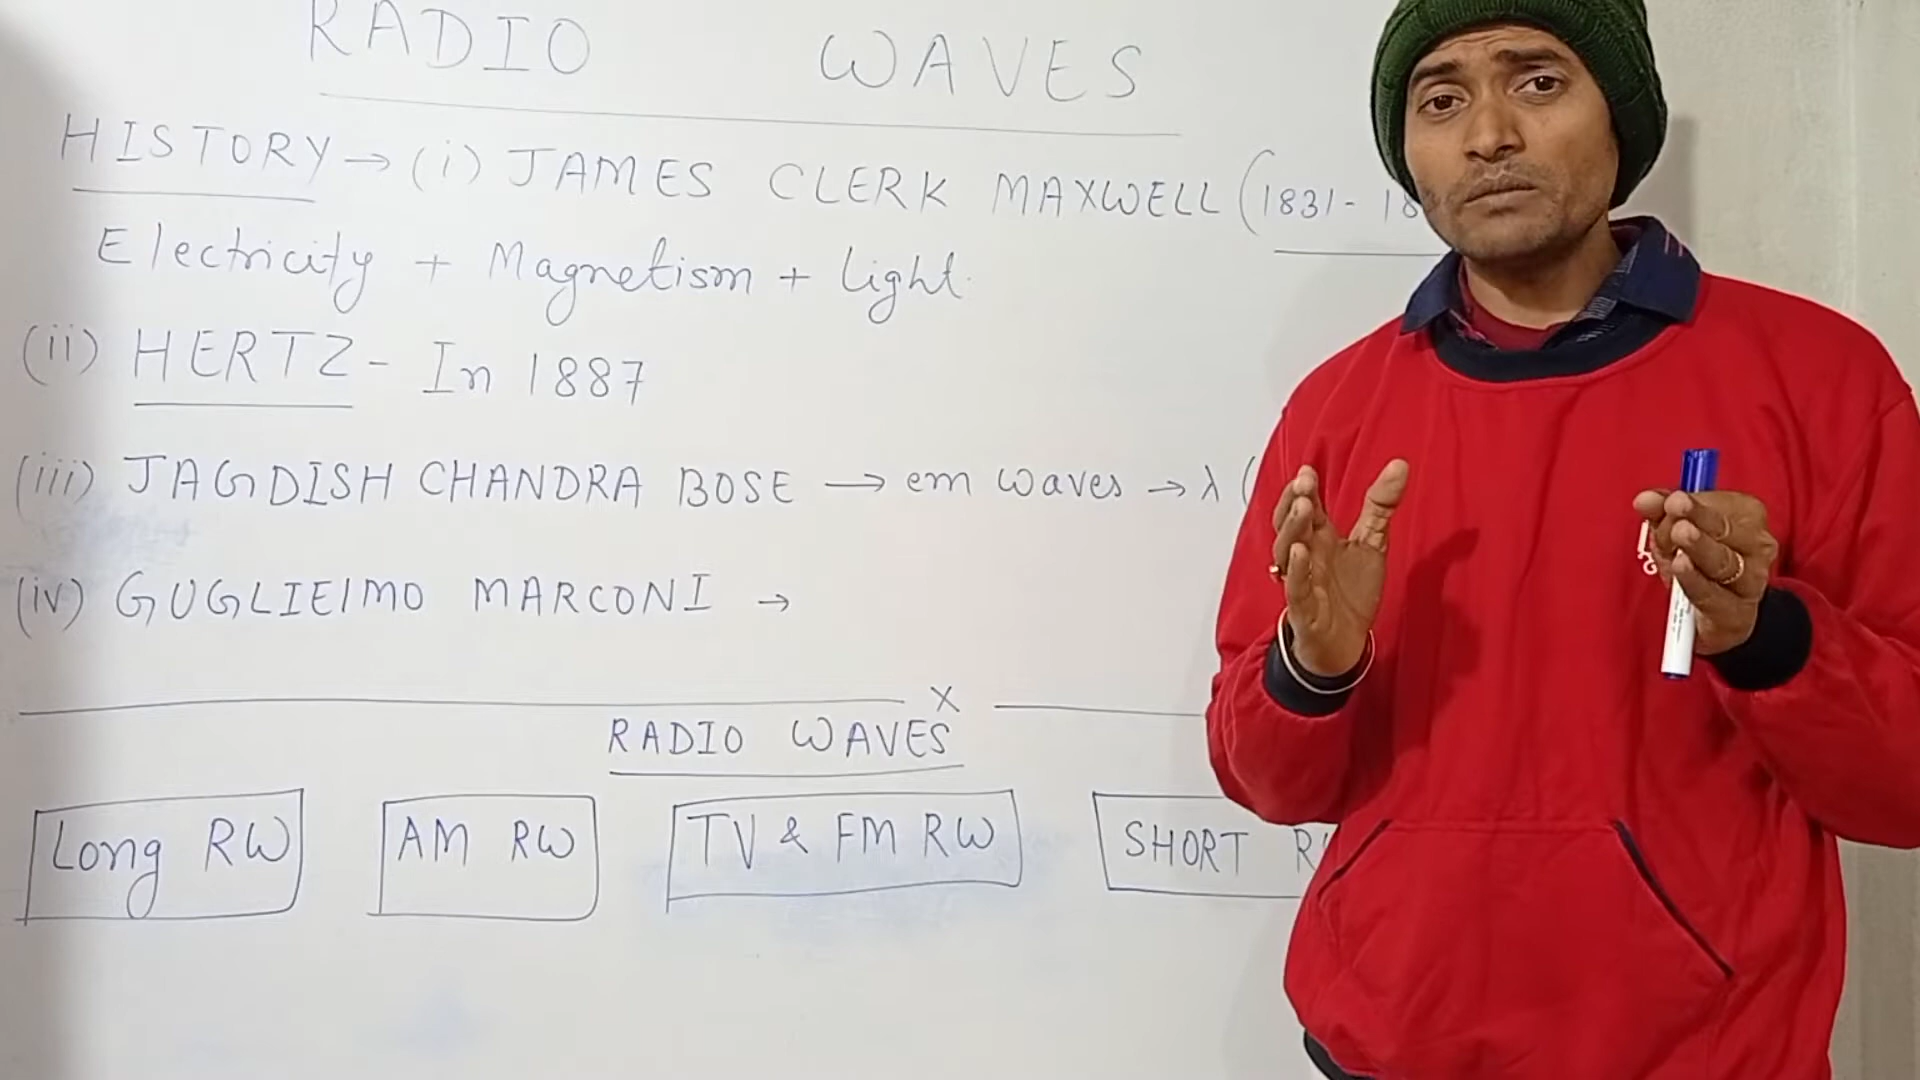 RADIO WAVES
HISTORY → (i) JAMES CLERK MAXWELL (1831- 18
Electricity + Magnetism + Light
(ii) HERTZ - In 1887
(iii) JAGDISH CHANDRA BOSE → em waves → λ (
(iv) GUGLIEIMO MARCONI →
X
RADIO WAVES
Long RW AM RW TV & FM RW SHORT R